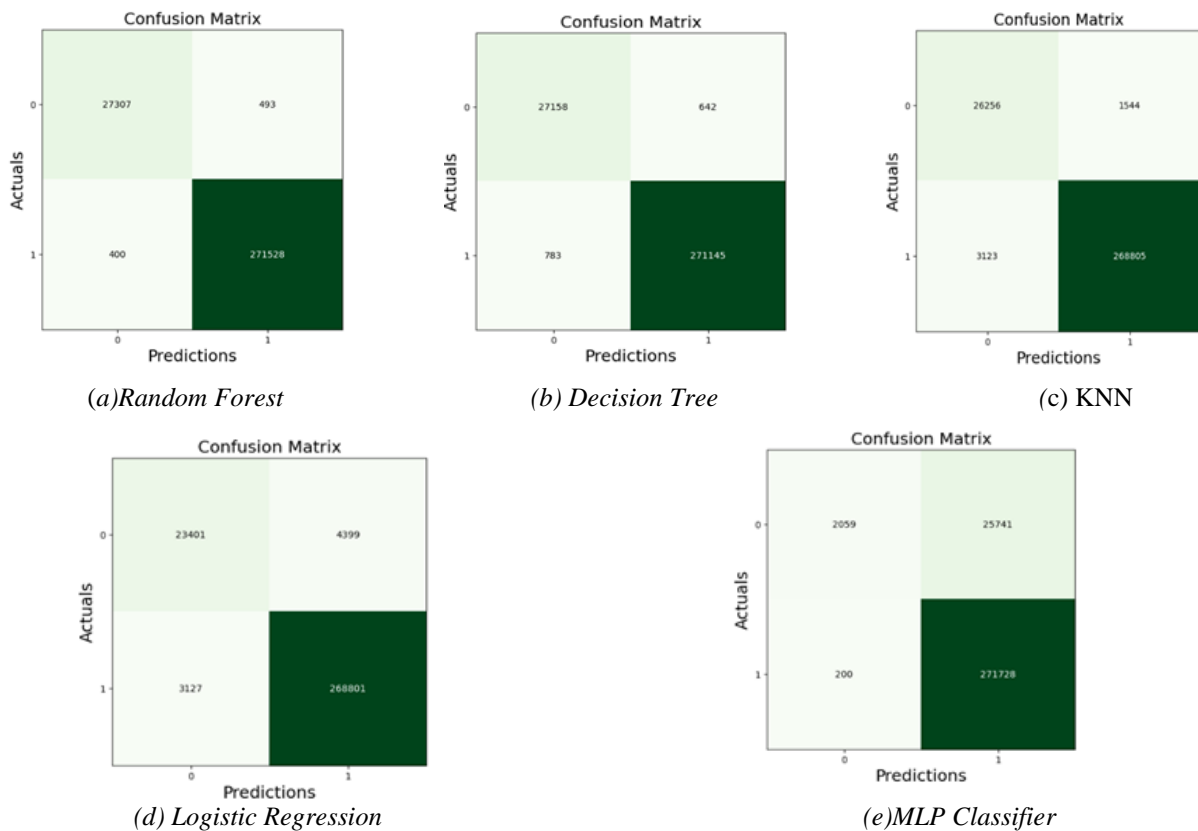 Confusion Matrix
0
27307
493
1
400
271528
0
1
Actuals
Predictions
(a)Random Forest
Confusion Matrix
0
27158
642
1
783
271145
0
1
Actuals
Predictions
(b) Decision Tree
Confusion Matrix
0
26256
1544
1
3123
268805
0
1
Actuals
Predictions
(c) KNN
Confusion Matrix
0
23401
4399
1
3127
268801
0
1
Actuals
Predictions
(d) Logistic Regression
Confusion Matrix
0
2059
25741
1
200
271728
0
1
Actuals
Predictions
(e)MLP Classifier